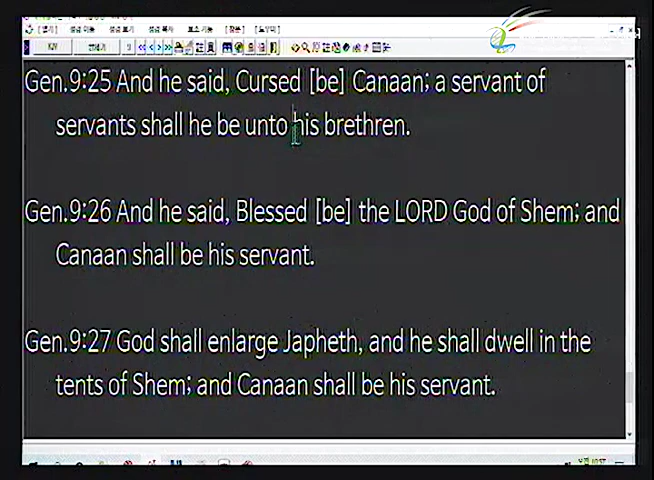 KJV
Gen.9:25 And he said, Cursed [be] Canaan; a servant of
servants shall he be unto his brethren.
Gen.9:26 And he said, Blessed [be] the LORD God of Shem; and
Canaan shall be his servant.
Gen.9:27 God shall enlarge Japheth, and he shall dwell in the
tents of Shem; and Canaan shall be his servant.